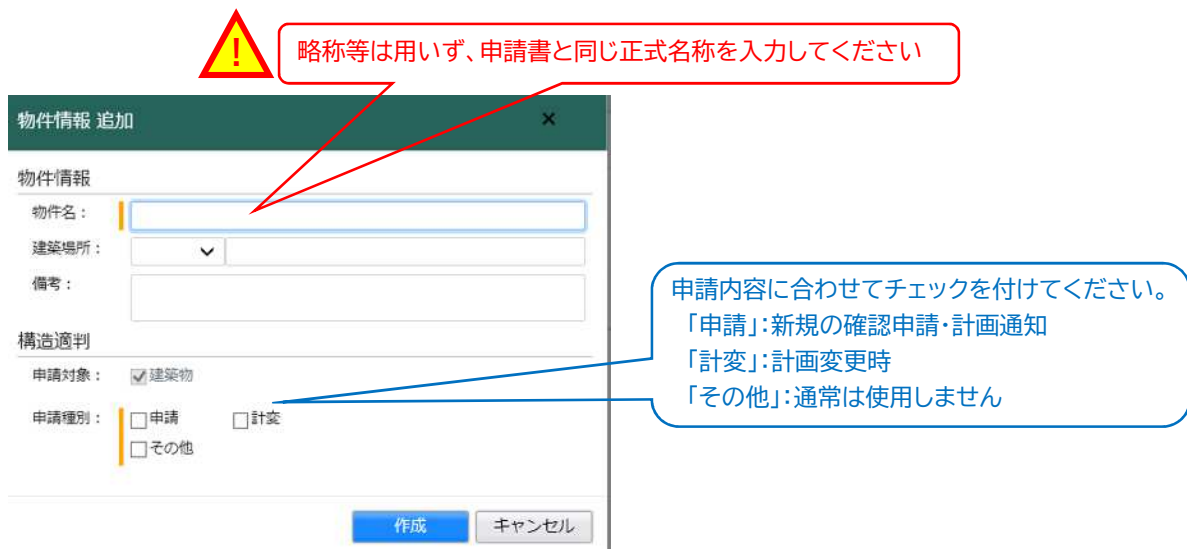 !
略称等は用いず、申請書と同じ正式名称を入力してください
物件情報 追加 ×
物件情報
物件名：
建築場所：
備考：
構造適判
申請対象： 建築物
申請種別： 申請 計変
その他
作成 キャンセル
申請内容に合わせてチェックを付けてください。
「申請」：新規の確認申請・計画通知
「計変」：計画変更時
「その他」：通常は使用しません